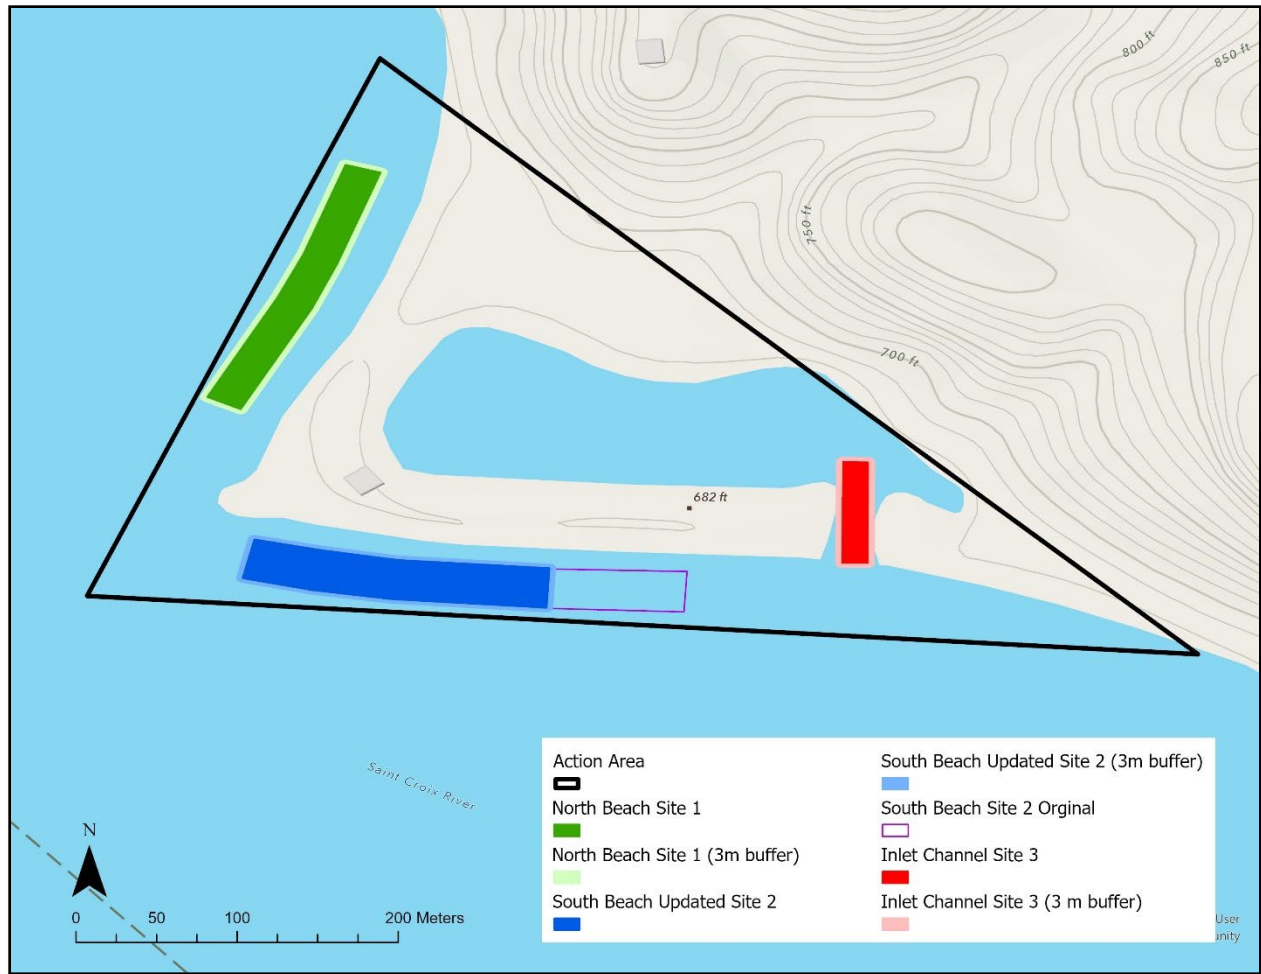 800 ft
850 ft
750 ft
700 ft
682 ft
Saint Croix River
N
0 50 100 200 Meters
Action Area
North Beach Site 1
North Beach Site 1 (3m buffer)
South Beach Updated Site 2
South Beach Updated Site 2 (3m buffer)
South Beach Site 2 Orginal
Inlet Channel Site 3
Inlet Channel Site 3 (3 m buffer)
User